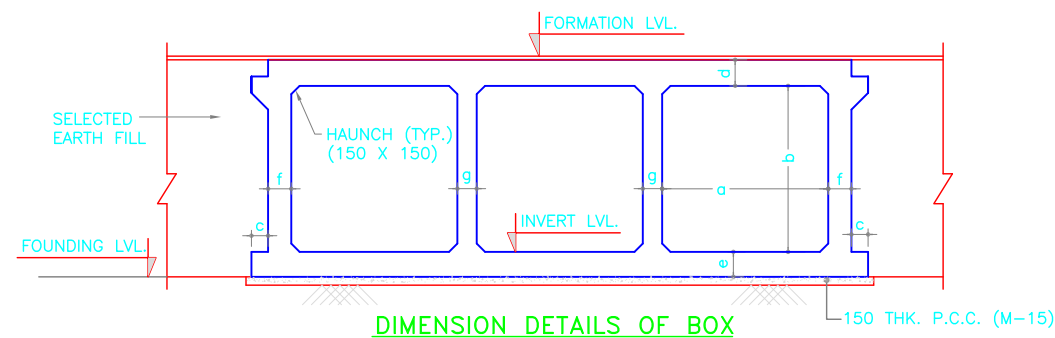 FORMATION LVL.
d
SELECTED
EARTH FILL
HAUNCH (TYP.)
(150 X 150)
b
f
g
g
a
f
c
INVERT LVL.
c
FOUNDING LVL.
e
150 THK. P.C.C. (M-15)
DIMENSION DETAILS OF BOX